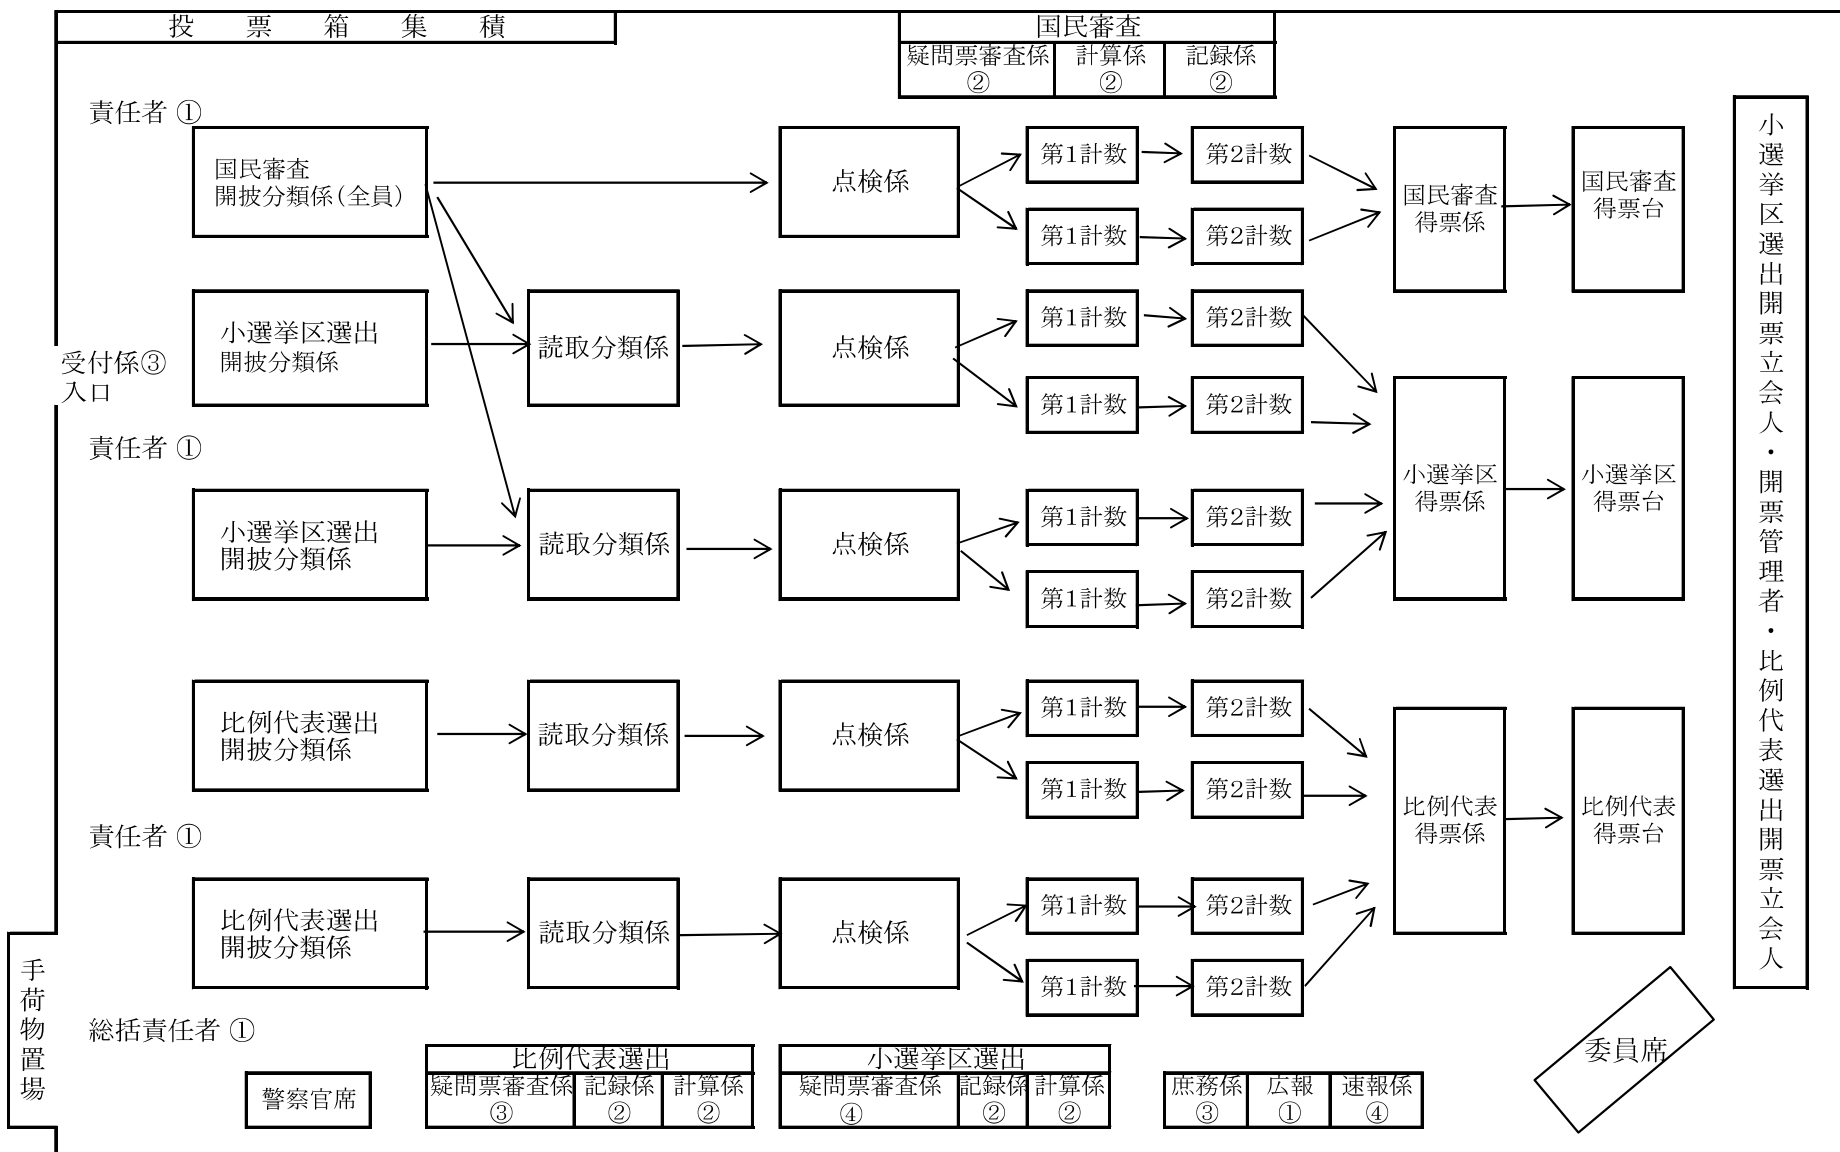 投票箱集積
国民審査
疑問票審査係
②
計算係
②
記録係
②
責任者 ①
国民審査
開披分類係(全員)
点検係
第1計数
第2計数
第1計数
第2計数
国民審査
得票係
国民審査
得票台
小選挙区選出
開披分類係
読取分類係
点検係
第1計数
第2計数
第1計数
第2計数
受付係③
入口
責任者 ①
小選挙区選出
開披分類係
読取分類係
点検係
第1計数
第2計数
第1計数
第2計数
小選挙区
得票係
小選挙区
得票台
比例代表選出
開披分類係
読取分類係
点検係
第1計数
第2計数
第1計数
第2計数
比例代表
得票係
比例代表
得票台
責任者 ①
比例代表選出
開披分類係
読取分類係
点検係
第1計数
第2計数
第1計数
第2計数
小選挙区選出開票立会人・開票管理者・比例代表選出開票立会人
手荷物置場
総括責任者 ①
警察官席
比例代表選出
疑問票審査係
③
記録係
②
計算係
②
小選挙区選出
疑問票審査係
④
記録係
②
計算係
②
庶務係
③
広報
①
速報係
④
委員席